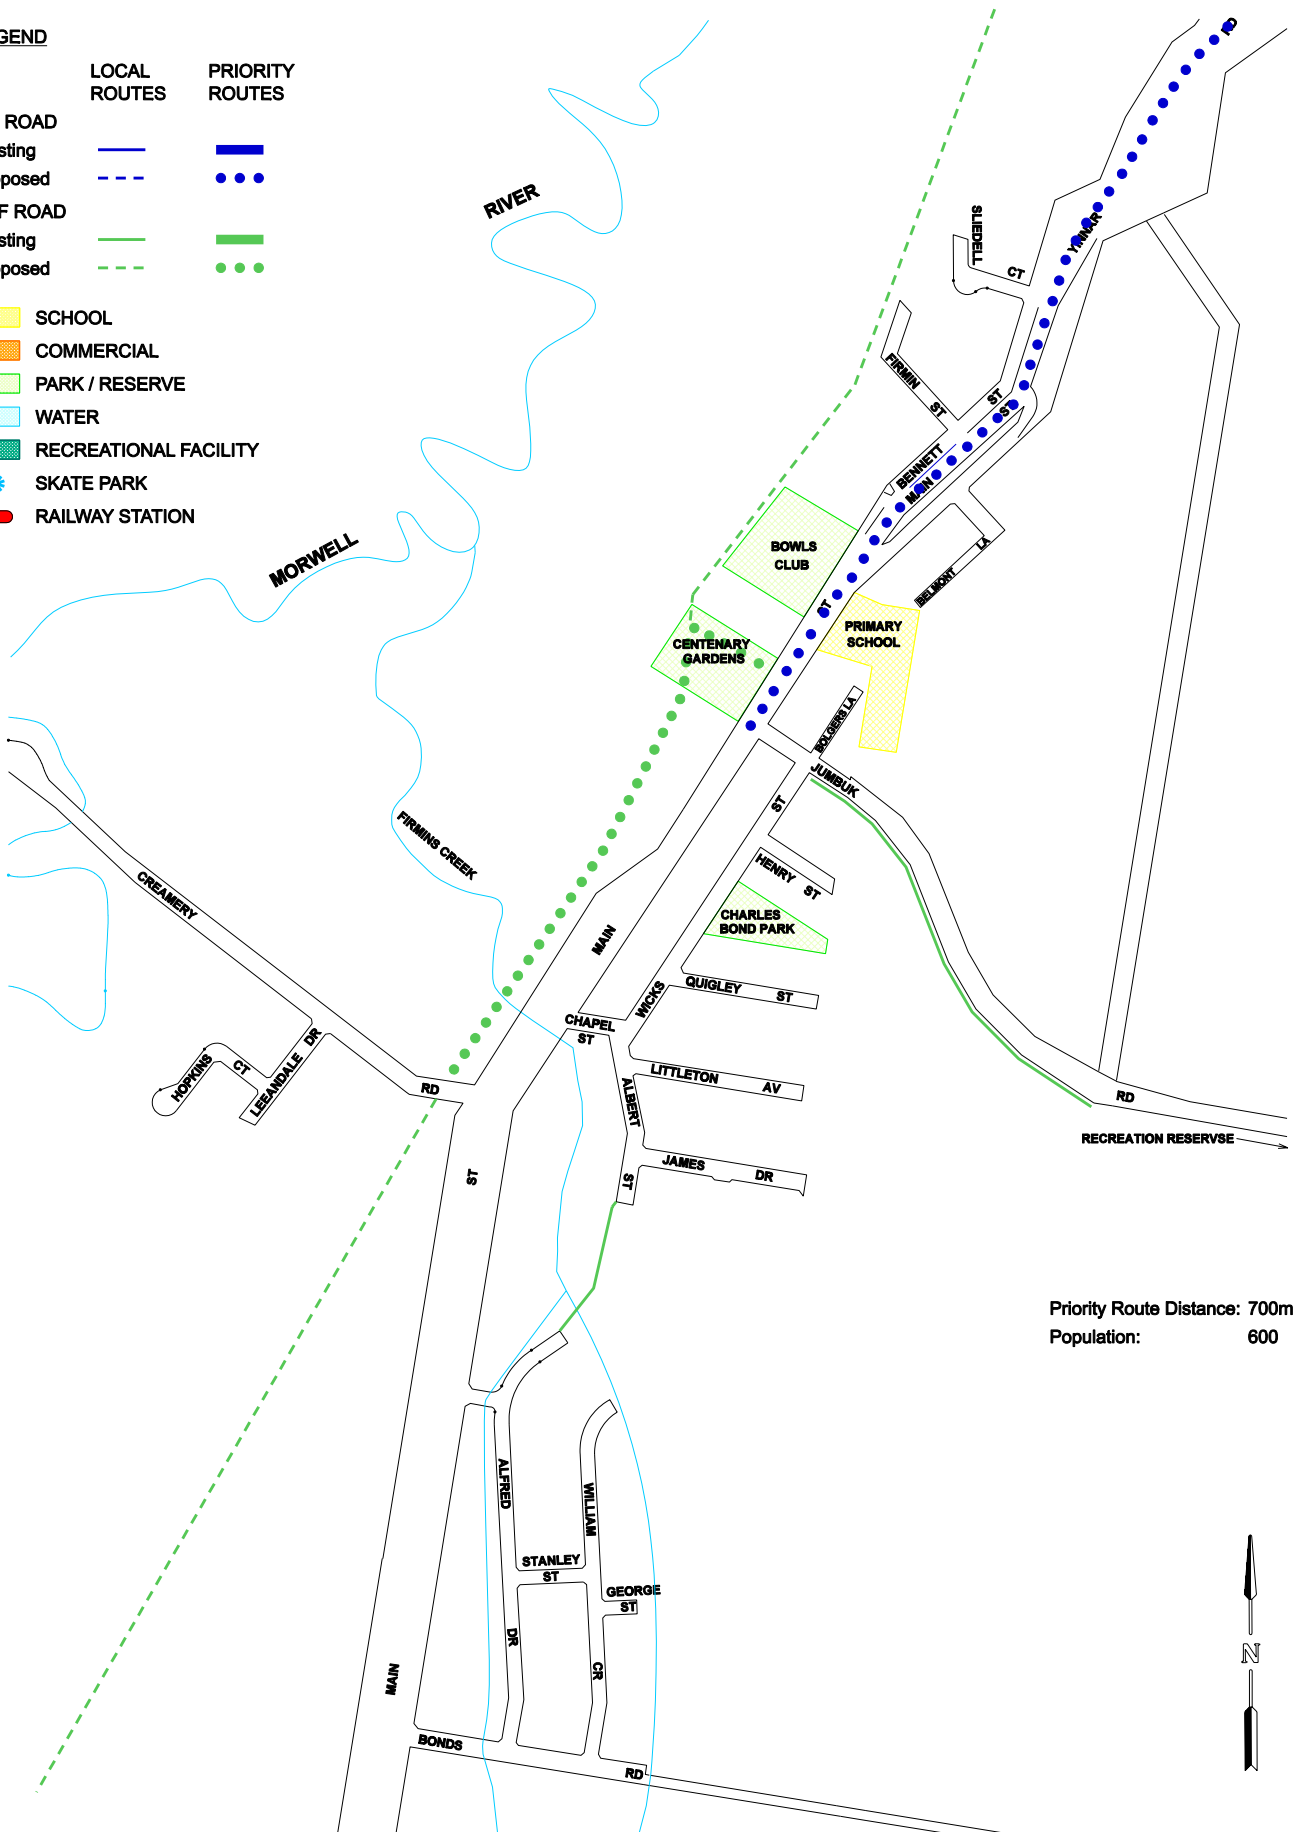 GEND
LOCAL
ROUTES
PRIORITY
ROUTES
ROAD
sting
posed
F ROAD
sting
posed
SCHOOL
COMMERCIAL
PARK / RESERVE
WATER
RECREATIONAL FACILITY
SKATE PARK
RAILWAY STATION
RIVER
MORWELL
RD
YINNAR
SLIEDELL
CT
FIRMIN
ST
ST
ST
BENNETT
MAIN
BOWLS
CLUB
ST
BELMONT
LA
PRIMARY
SCHOOL
CENTENARY
GARDENS
BOLGERS LA
JUMBUK
ST
HENRY
ST
CHARLES
BOND PARK
FIRMINS CREEK
CREAMERY
MAIN
WICKS
QUIGLEY
ST
CHAPEL
ST
LEEANDALE
DR
HOPKINS
CT
RD
LITTLETON
AV
ALBERT
RD
RECREATION RESERVSE
ST
JAMES
DR
ST
Priority Route Distance: 700m
Population: 600
ALFRED
WILLIAM
STANLEY
ST
GEORGE
ST
DR
CR
MAIN
BONDS
RD
N